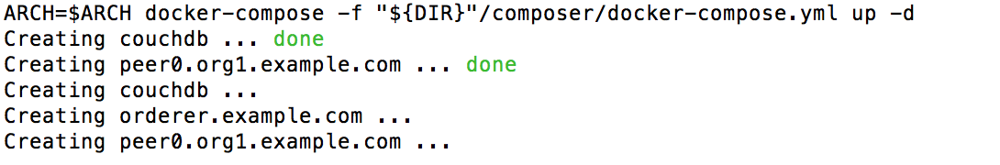 ARCH=$ARCH docker-compose -f "${DIR}"/composer/docker-compose.yml up -d
Creating couchdb ... done
Creating peer0.org1.example.com ... done
Creating couchdb ...
Creating orderer.example.com ...
Creating peer0.org1.example.com ...